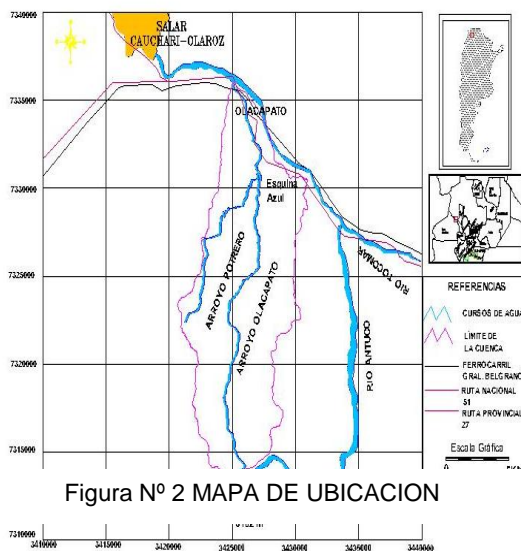 7340000
SALAR
CAUCHARI-OLAROZ
7335000
OLACAPATO
7330000
Esquina
Azul
ARROYO POTRERO
RIO TOCOMAR
7325000
ARROYO OLACAPATO
7320000
RIO ANTUCO
7315000
REFERENCIAS
CURSOS DE AGUA
LÍMITE DE
LA CUENCA
FERROCARRIL
GRAL. BELGRANO
RUTA NACIONAL
51
RUTA PROVINCIAL
27
Escala Gráfica
0
Figura Nº 2 MAPA DE UBICACION
7310000
3410000 3415000 3420000 3425000 3430000 3435000 3440000